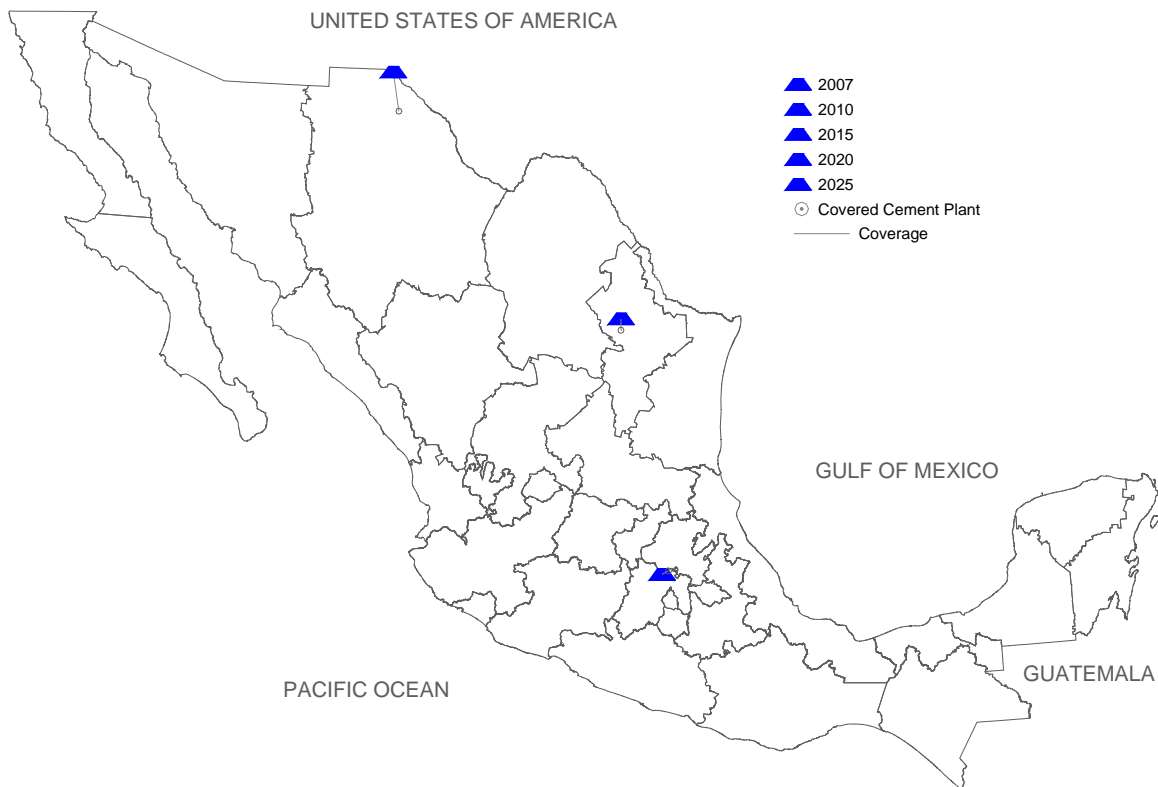 UNITED STATES OF AMERICA
2007
2010
2015
2020
2025
Covered Cement Plant
Coverage
GULF OF MEXICO
GUATEMALA
PACIFIC OCEAN